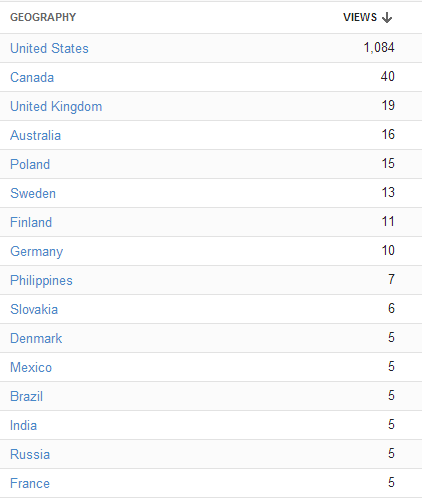 GEOGRAPHY VIEWS ↓
United States 1,084
Canada 40
United Kingdom 19
Australia 16
Poland 15
Sweden 13
Finland 11
Germany 10
Philippines 7
Slovakia 6
Denmark 5
Mexico 5
Brazil 5
India 5
Russia 5
France 5